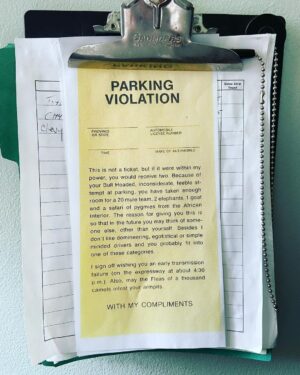 PARKING
VIOLATION
PROVINCE
OR STATE
AUTOMOBILE
LICENSE NUMBER
TIME
MAKE OF AUTOMOBILE
This is not a ticket, but if it were within my
power, you would receive two. Because of
your Bull Headed, inconsiderate, feeble at-
tempt at parking, you have taken enough
room for a 20 mule team, 2 elephants, 1 goat
and a safari of pygmies from the African
interior. The reason for giving you this is
so that in the future you may think of some-
one else, other than yourself. Besides I
don't like domineering, egotistical or simple
minded drivers and you probably fit into
one of these categories.
I sign off wishing you an early transmission
failure (on the expressway at about 4:30
p.m.). Also, may the Fleas of a thousand
camels infest your armpits.
WITH MY COMPLIMENTS